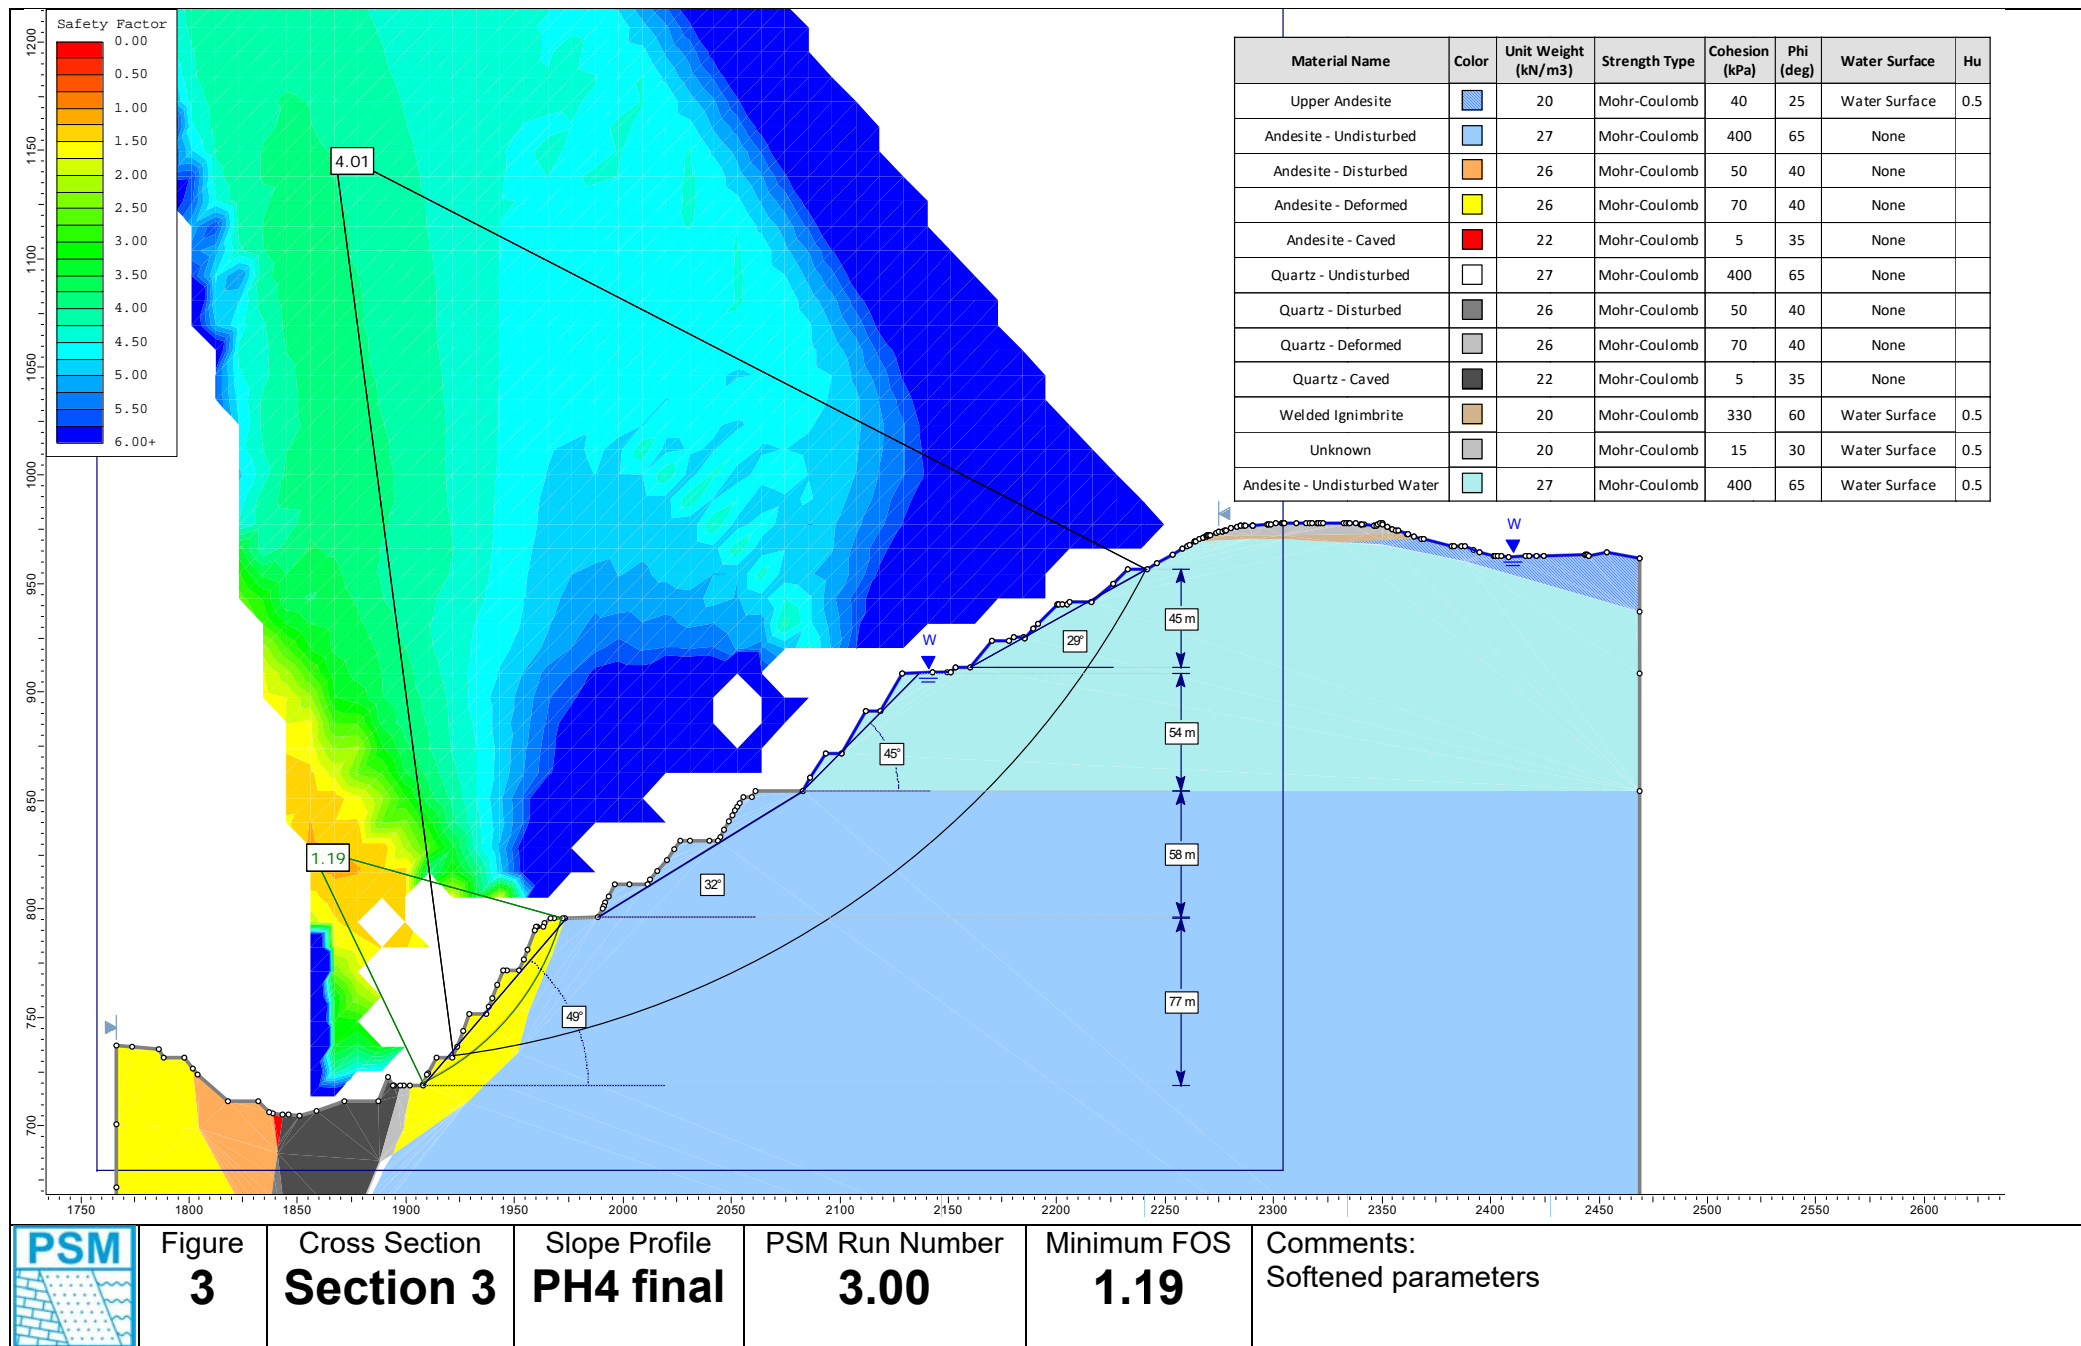 Safety Factor
0.00
0.50
1.00
1.50
2.00
2.50
3.00
3.50
4.00
4.50
5.00
5.50
6.00+
1200
1150
1100
1050
1000
950
900
850
800
750
700
Material Name Color Unit Weight (kN/m3) Strength Type Cohesion (kPa) Phi (deg) Water Surface Hu
Upper Andesite 20 Mohr-Coulomb 40 25 Water Surface 0.5
Andesite - Undisturbed 27 Mohr-Coulomb 400 65 None
Andesite - Disturbed 26 Mohr-Coulomb 50 40 None
Andesite - Deformed 26 Mohr-Coulomb 70 40 None
Andesite - Caved 22 Mohr-Coulomb 5 35 None
Quartz - Undisturbed 27 Mohr-Coulomb 400 65 None
Quartz - Disturbed 26 Mohr-Coulomb 50 40 None
Quartz - Deformed 26 Mohr-Coulomb 70 40 None
Quartz - Caved 22 Mohr-Coulomb 5 35 None
Welded Ignimbrite 20 Mohr-Coulomb 330 60 Water Surface 0.5
Unknown 20 Mohr-Coulomb 15 30 Water Surface 0.5
Andesite - Undisturbed Water 27 Mohr-Coulomb 400 65 Water Surface 0.5
4.01
W
45 m
29°
W
54 m
45°
1.19
58 m
32°
77 m
49°
1750 1800 1850 1900 1950 2000 2050 2100 2150 2200 2250 2300 2350 2400 2450 2500 2550 2600
PSM
Figure
3
Cross Section
Section 3
Slope Profile
PH4 final
PSM Run Number
3.00
Minimum FOS
1.19
Comments:
Softened parameters